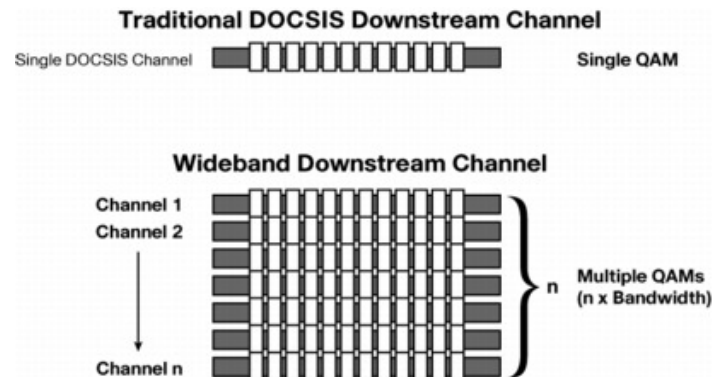 Traditional DOCSIS Downstream Channel
Single DOCSIS Channel
Single QAM
Wideband Downstream Channel
Channel 1
Channel 2
n
Multiple QAMs
(n x Bandwidth)
Channel n